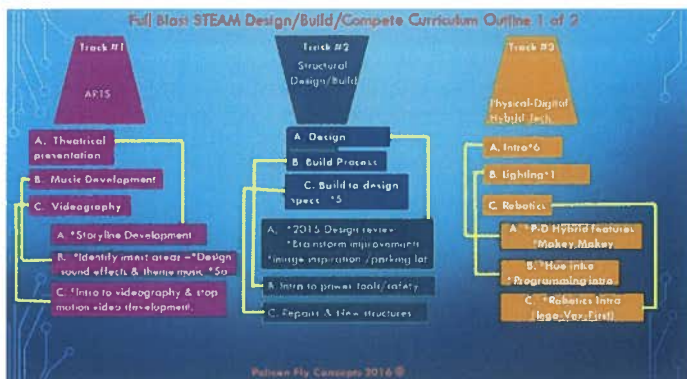 Full Blast STEAM Design/Build/Compete Curriculum Outline 1 of 2
Track #1
ARTS
A. Theatrical
presentation
B. Music Development
C. Videography
A. *Storyline Development
B. *Identify insert areas –*Design
sound effects & theme music
C. *Intro to videography & stop
motion video development.
Track #2
Structural
Design/Build
A. Design
B. Build Process
C. Build to design
specs *5
A. *2015 Design review
*Brainstorm improvements
*Image inspiration /parking lot
B. Intro to power tools/safety
C. Repairs & New structures
Track #3
Physical-Digital
Hybrid Tech
A. Intro*6
B. Lighting*1
C. Robotics
A. *P-D Hybrid features
*Makey Makey
B. *Hue intro
*Programming intro
C. *Robotics Intro
(lego, Vex, First)
Pelican Fly Concepts 2016 ©